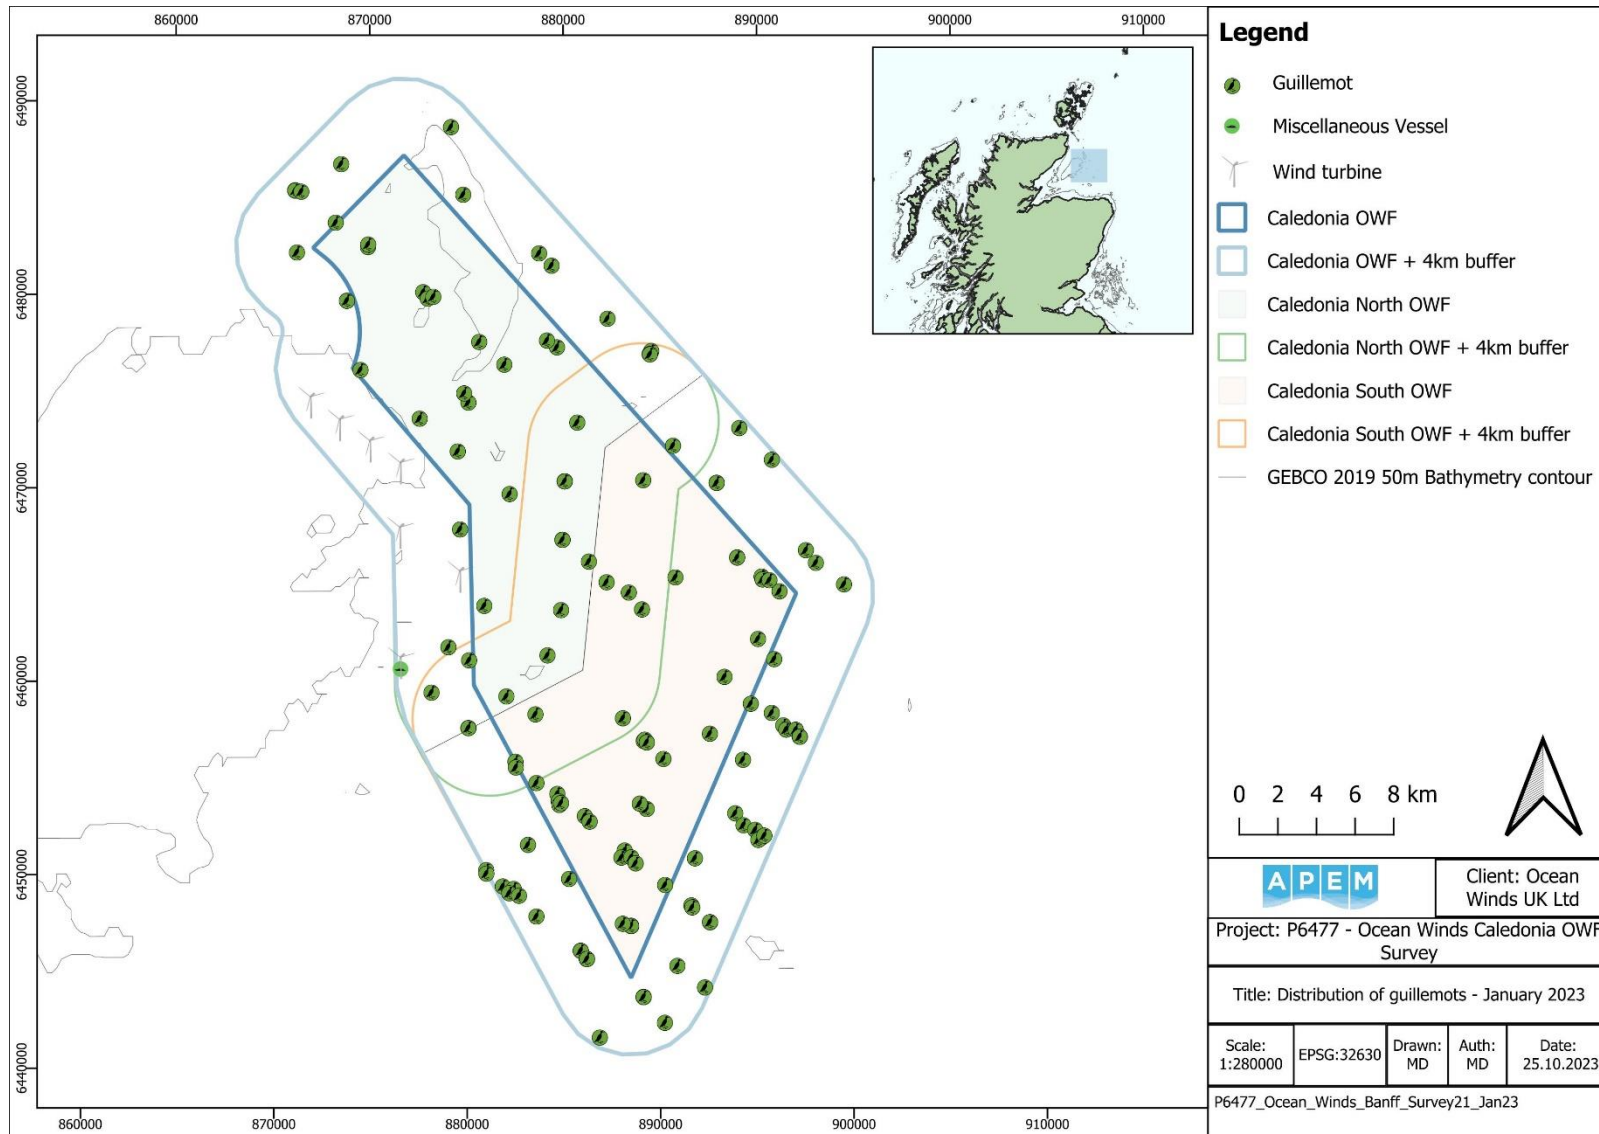 860000
870000
880000
890000
900000
910000
6490000
6480000
6470000
6460000
6450000
6440000
860000
870000
880000
890000
900000
910000
Legend
Guillemot
Miscellaneous Vessel
Wind turbine
Caledonia OWF
Caledonia OWF + 4km buffer
Caledonia North OWF
Caledonia North OWF + 4km buffer
Caledonia South OWF
Caledonia South OWF + 4km buffer
GEBCO 2019 50m Bathymetry contour
0 2 4 6 8 km
APEM
Client: Ocean
Winds UK Ltd
Project: P6477 - Ocean Winds Caledonia OWF
Survey
Title: Distribution of guillemots - January 2023
Scale:
1:280000
EPSG:32630
Drawn:
MD
Auth:
MD
Date:
25.10.2023
P6477_Ocean_Winds_Banff_Survey21_Jan23